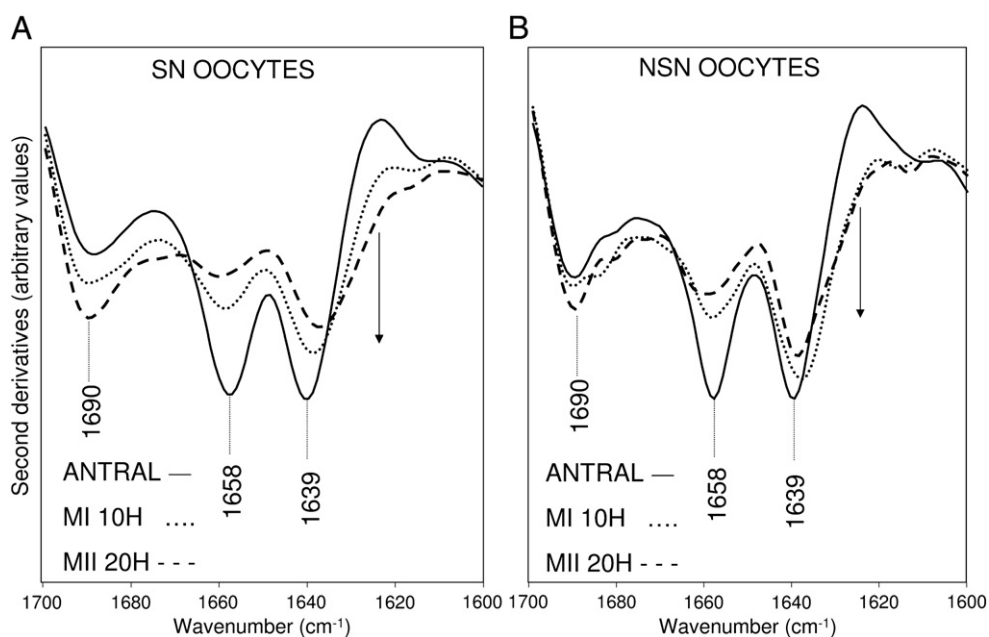 A
SN OOCYTES
Second derivatives (arbitrary values)
1690
1658
1639
ANTRAL —
MI 10H ....
MII 20H - - -
1700 1680 1660 1640 1620 1600
Wavenumber (cm-1)
B
NSN OOCYTES
1690
1658
1639
ANTRAL —
MI 10H ....
MII 20H - - -
1700 1680 1660 1640 1620 1600
Wavenumber (cm-1)